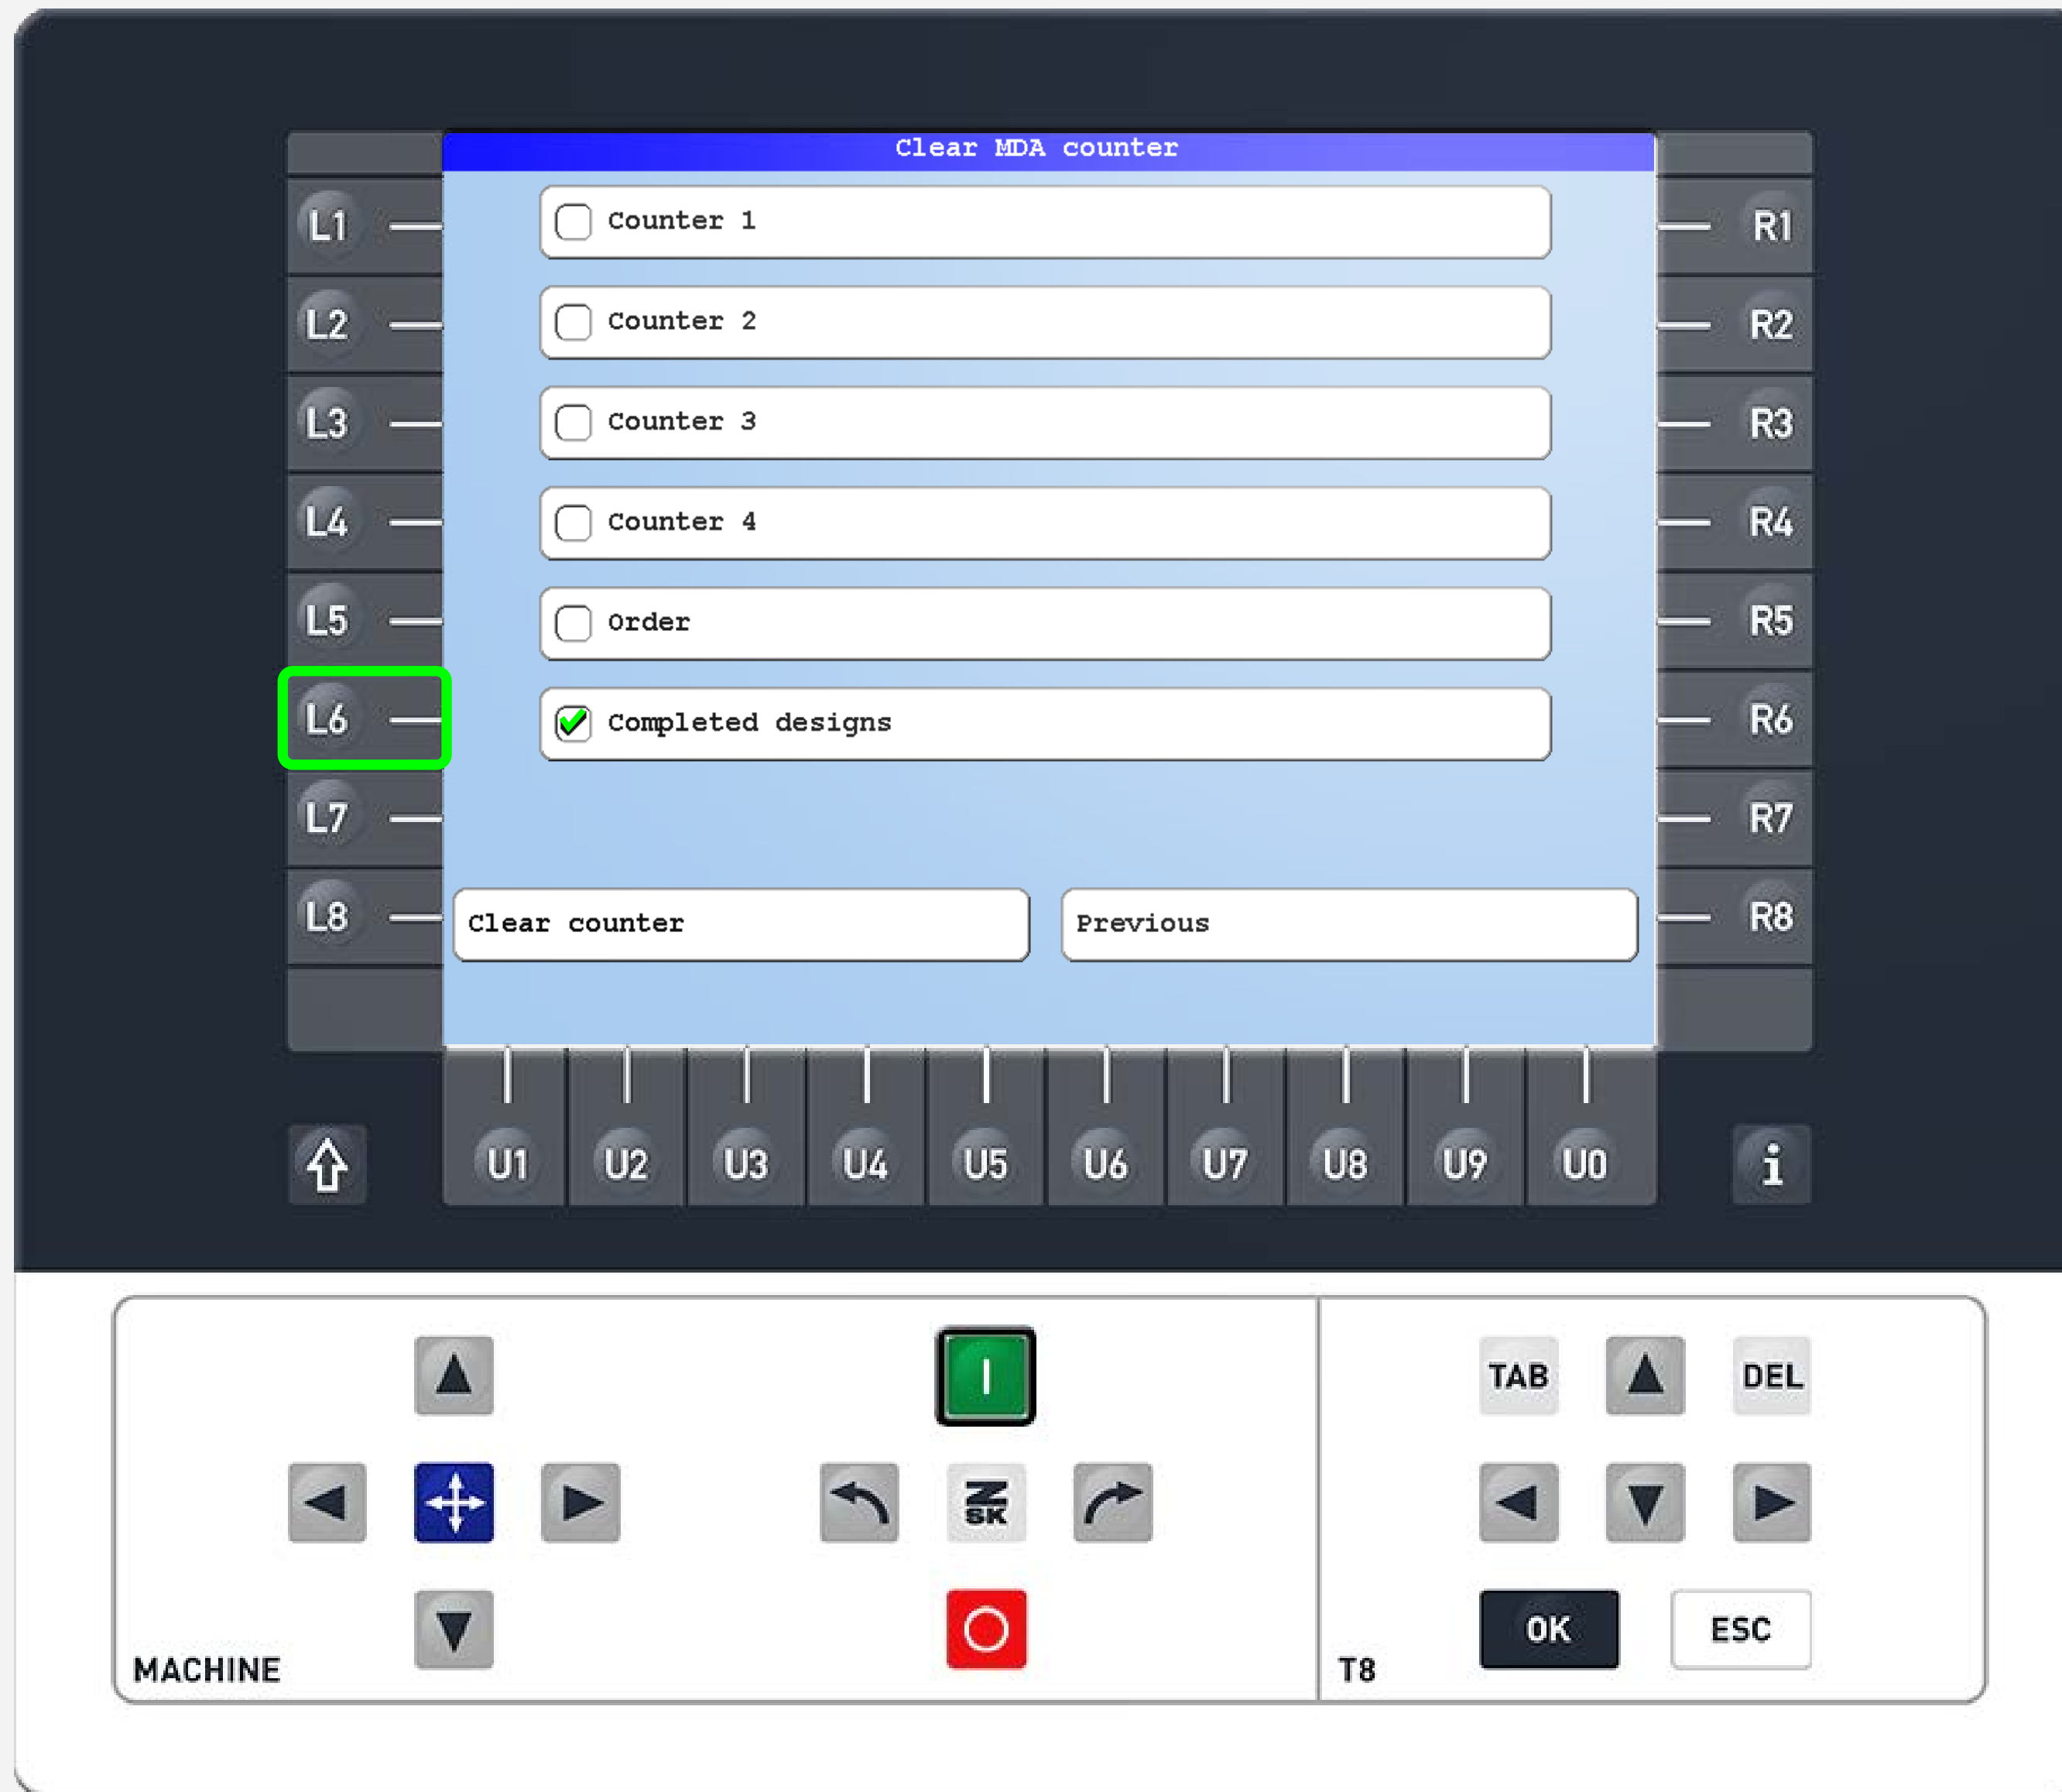 Clear MDA counter
L1 Counter 1 R1
L2 Counter 2 R2
L3 Counter 3 R3
L4 Counter 4 R4
L5 Order R5
L6 Completed designs R6
L7 R7
L8 Clear counter Previous R8
U1 U2 U3 U4 U5 U6 U7 U8 U9 U0 i
I
TAB DEL
ZSK
OK ESC
MACHINE T8